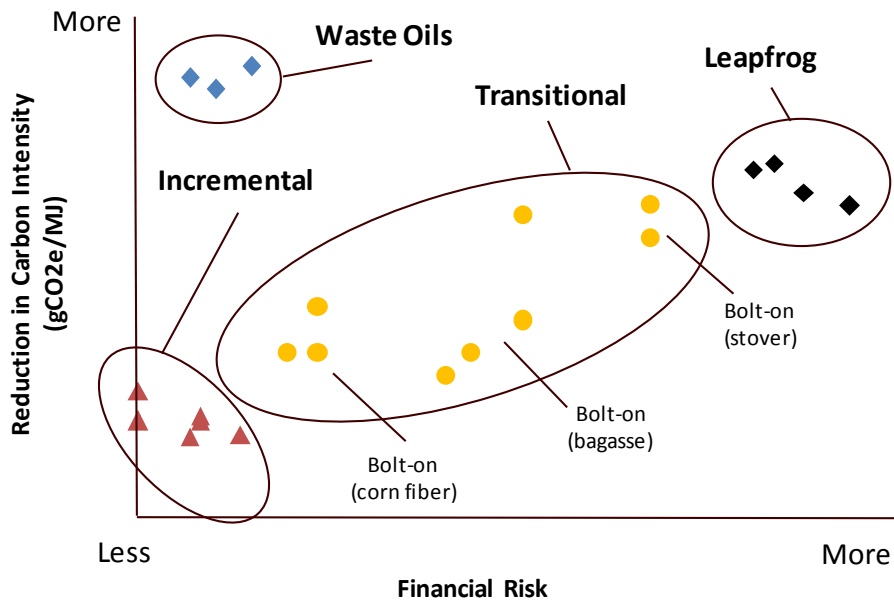 More
Waste Oils
Leapfrog
Transitional
Incremental
Reduction in Carbon Intensity
(gCO2e/MJ)
Bolt-on
(stover)
Bolt-on
(bagasse)
Bolt-on
(corn fiber)
Less
More
Financial Risk